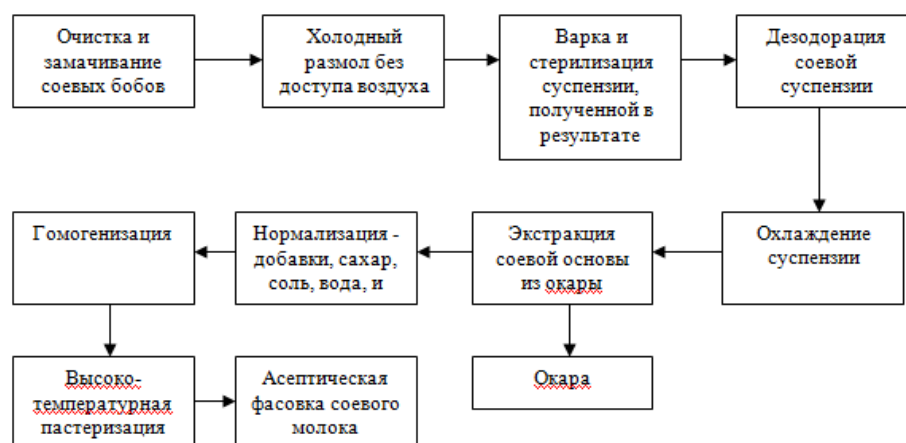 Очистка и
замачивание
соевых бобов
Холодный
размол без
доступа воздуха
Варка и
стерилизация
суспензии,
полученной в
результате
Дезодорация
соевой
суспензии
Гомогенизация
Нормализация -
добавки, сахар,
соль, вода, и
Экстракция
соевой основы
из окары
Охлаждение
суспензии
Высоко-
температурная
пастеризация
Асептическая
фасовка соевого
молока
Окара